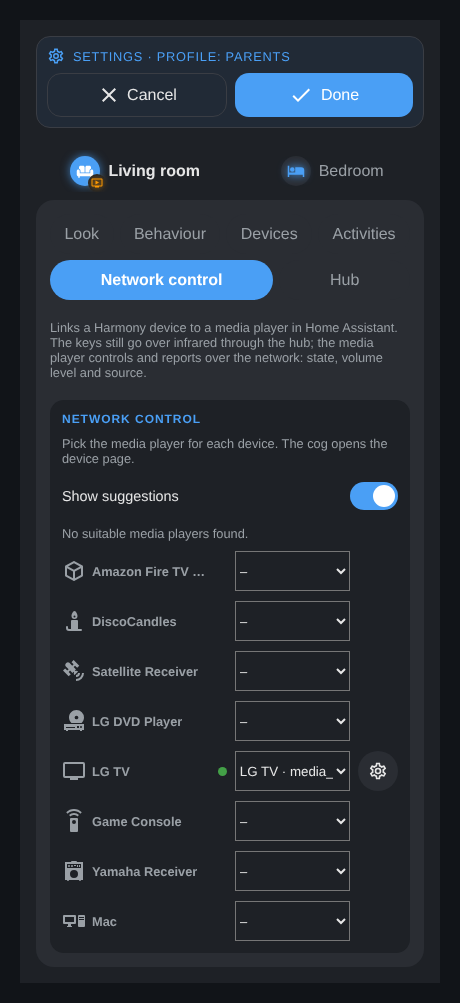 SETTINGS · PROFILE: PARENTS
Cancel
Done
Living room
Bedroom
Look
Behaviour
Devices
Activities
Network control
Hub
Links a Harmony device to a media player in Home Assistant.
The keys still go over infrared through the hub; the media
player controls and reports over the network: state, volume
level and source.
NETWORK CONTROL
Pick the media player for each device. The cog opens the
device page.
Show suggestions
No suitable media players found.
Amazon Fire TV ...
–
DiscoCandles
–
Satellite Receiver
–
LG DVD Player
–
LG TV
LG TV · media_
Game Console
–
Yamaha Receiver
–
Mac
–